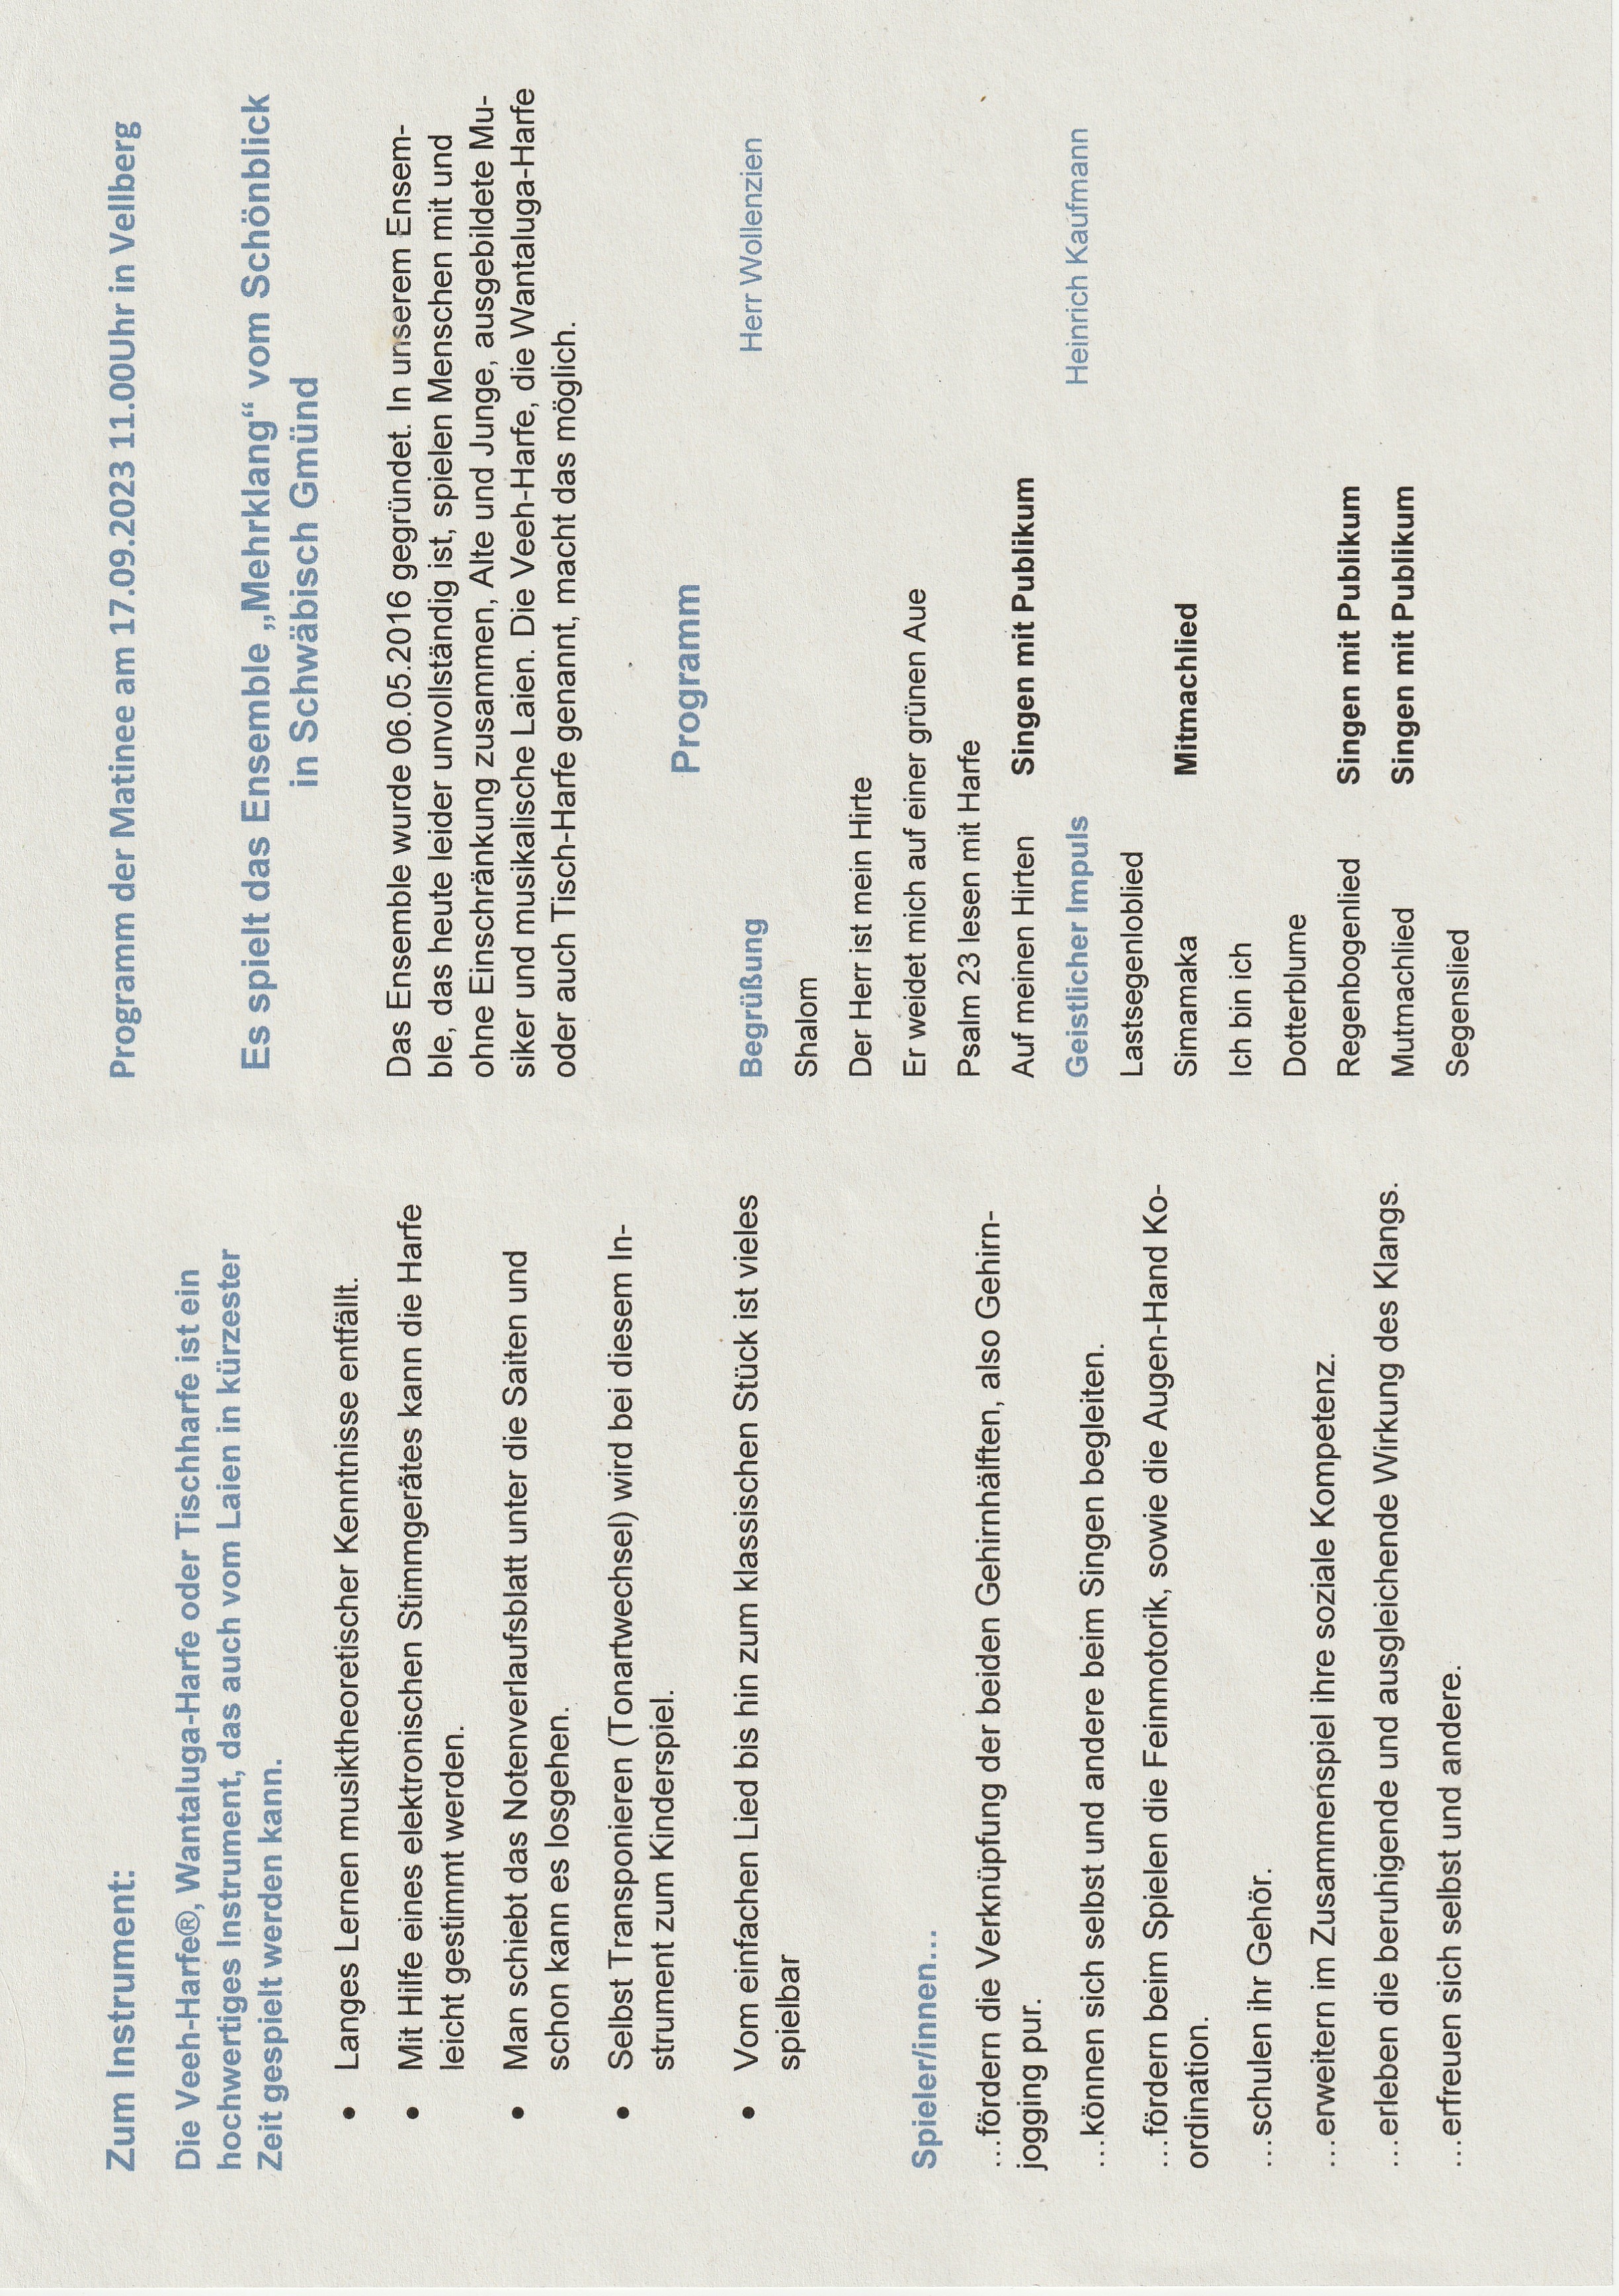 Zum Instrument:
Die Veeh-Harfe®, Wantaluga-Harfe oder Tischharfe ist ein
hochwertiges Instrument, das auch vom Laien in kürzester
Zeit gespielt werden kann.
• Langes Lernen musiktheoretischer Kenntnisse entfällt.
• Mit Hilfe eines elektronischen Stimmgerätes kann die Harfe
leicht gestimmt werden.
• Man schiebt das Notenverlaufsblatt unter die Saiten und
schon kann es losgehen.
• Selbst Transponieren (Tonartwechsel) wird bei diesem In-
strument zum Kinderspiel.
• Vom einfachen Lied bis hin zum klassischen Stück ist vieles
spielbar
Spieler/innen…
…fördern die Verknüpfung der beiden Gehirnhälften, also Gehirn-
jogging pur.
…können sich selbst und andere beim Singen begleiten.
…fördern beim Spielen die Feinmotorik, sowie die Augen-Hand Ko-
ordination.
…schulen ihr Gehör.
…erweitern im Zusammenspiel ihre soziale Kompetenz.
…erleben die beruhigende und ausgleichende Wirkung des Klangs.
…erfreuen sich selbst und andere.
Programm der Matinee am 17.09.2023 11.00Uhr in Vellberg
Es spielt das Ensemble „Mehrklang“ vom Schönblick
in Schwäbisch Gmünd
Das Ensemble wurde 06.05.2016 gegründet. In unserem Ensem-
ble, das heute leider unvollständig ist, spielen Menschen mit und
ohne Einschränkung zusammen, Alte und Junge, ausgebildete Mu-
siker und musikalische Laien. Die Veeh-Harfe, die Wantaluga-Harfe
oder auch Tisch-Harfe genannt, macht das möglich.
Programm
Begrüßung Herr Wollenzien
Shalom
Der Herr ist mein Hirte
Er weidet mich auf einer grünen Aue
Psalm 23 lesen mit Harfe
Auf meinen Hirten Singen mit Publikum
Geistlicher Impuls Heinrich Kaufmann
Lastsegenloblied
Simamaka Mitmachlied
Ich bin ich
Dotterblume
Regenbogenlied Singen mit Publikum
Mutmachlied Singen mit Publikum
Segenslied